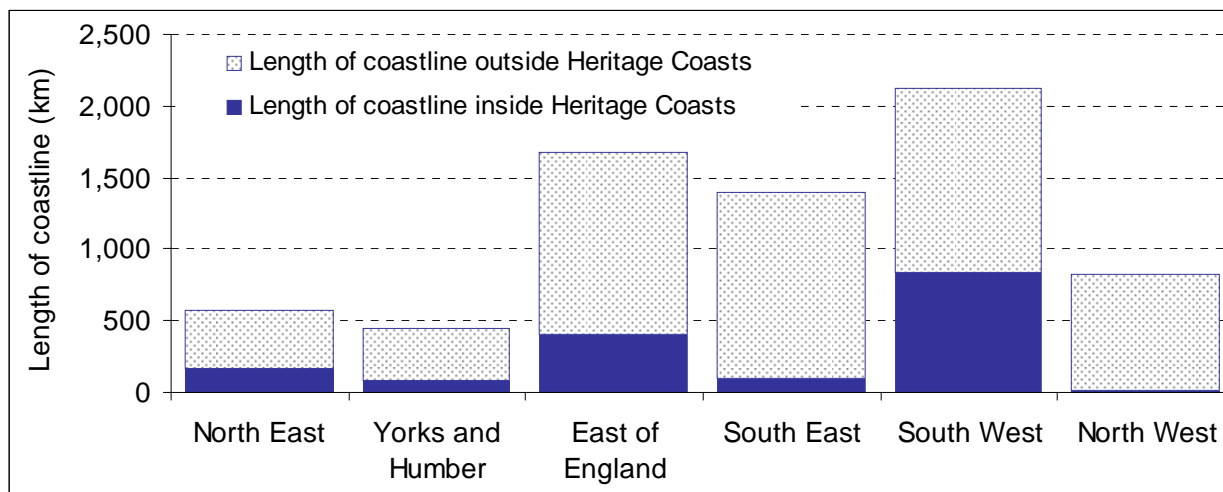 Length of coastline (km)
2,500
2,000
1,500
1,000
500
0
Length of coastline outside Heritage Coasts
Length of coastline inside Heritage Coasts
North East
Yorks and
Humber
East of
England
South East
South West
North West